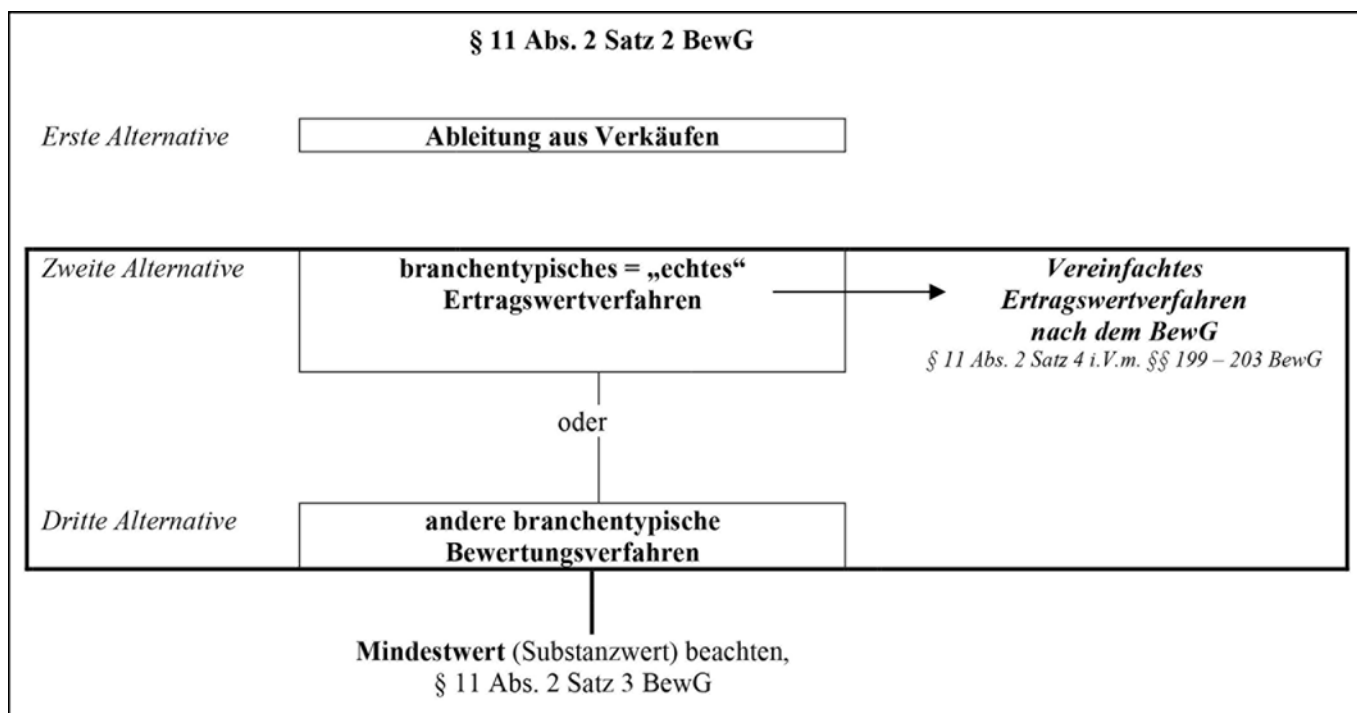 § 11 Abs. 2 Satz 2 BewG
Erste Alternative
Ableitung aus Verkäufen
Zweite Alternative
branchentypisches = „echtes“
Ertragswertverfahren
Vereinfachtes
Ertragswertverfahren
nach dem BewG
§ 11 Abs. 2 Satz 4 i.V.m. §§ 199 – 203 BewG
oder
Dritte Alternative
andere branchentypische
Bewertungsverfahren
Mindestwert (Substanzwert) beachten,
§ 11 Abs. 2 Satz 3 BewG